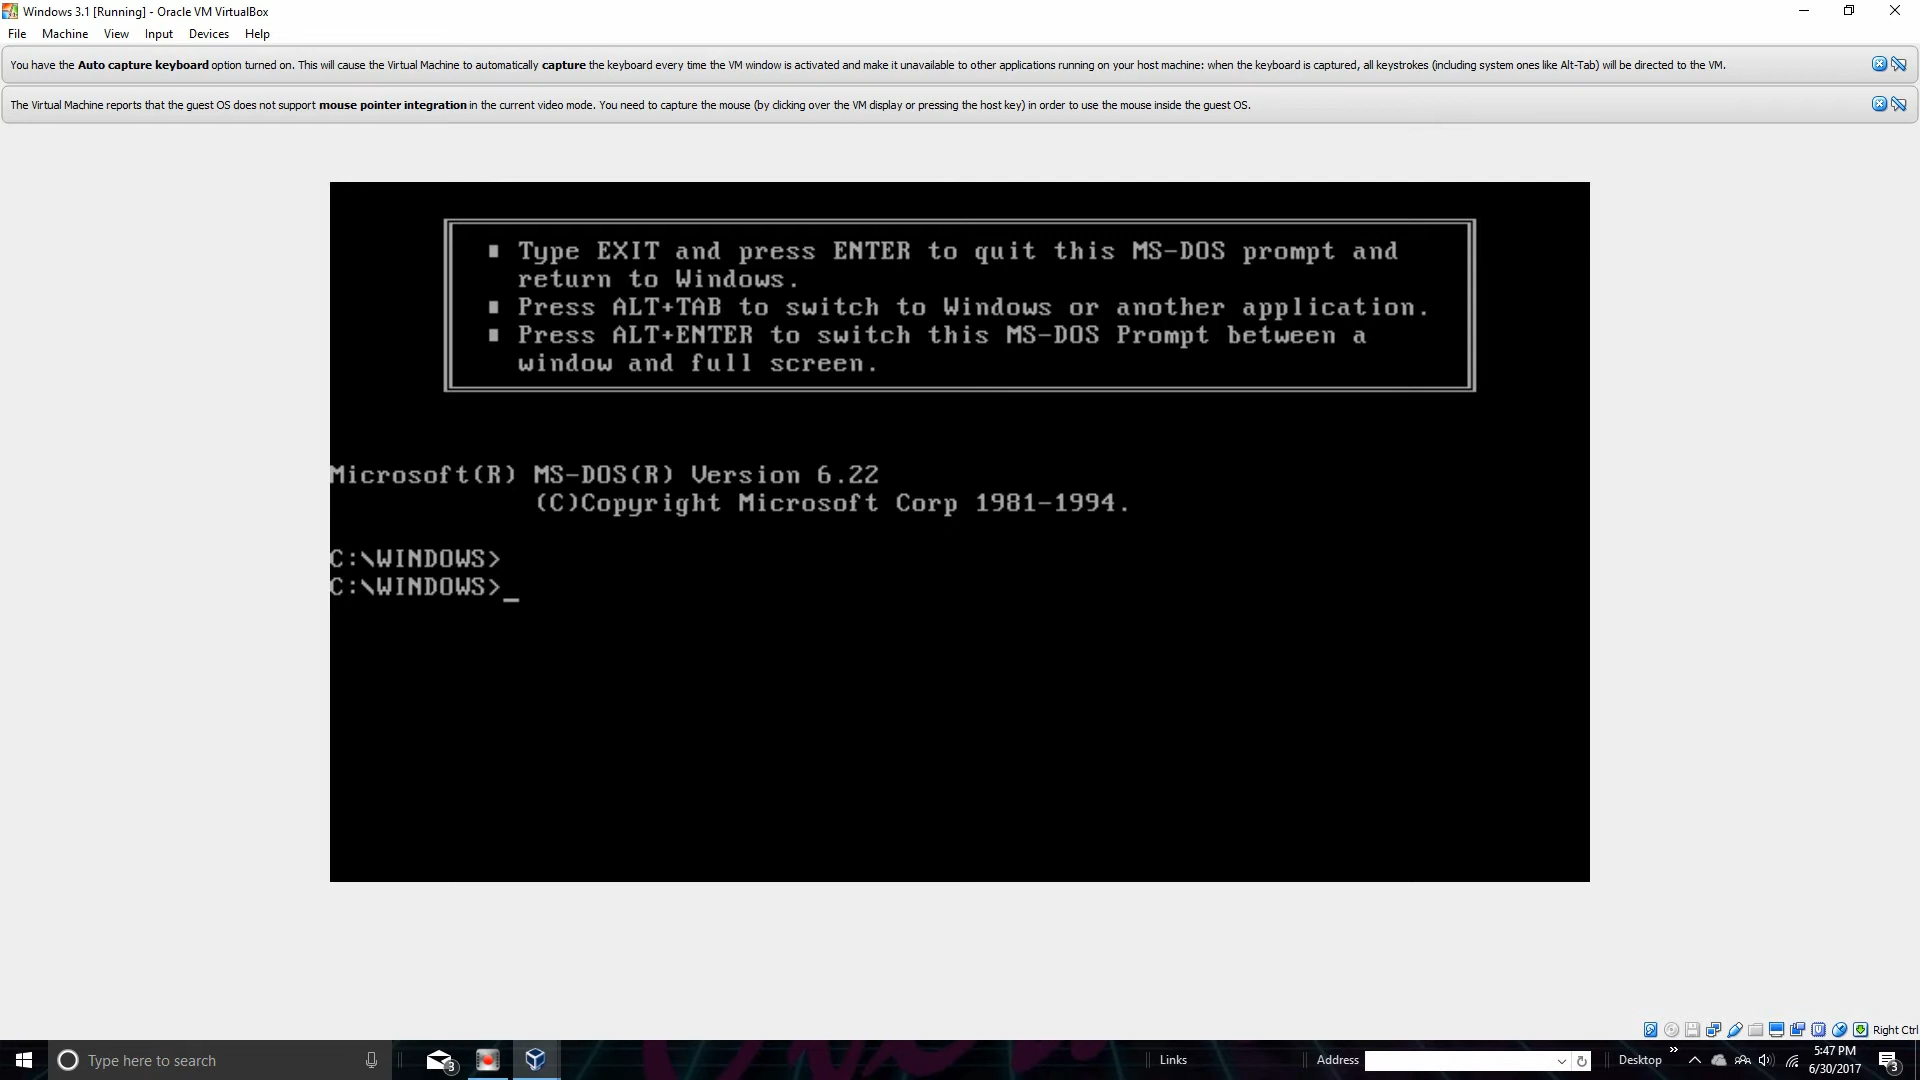 Windows 3.1 [Running] - Oracle VM VirtualBox
File Machine View Input Devices Help
You have the Auto capture keyboard option turned on. This will cause the Virtual Machine to automatically capture the keyboard every time the VM window is activated and make it unavailable to other applications running on your host machine: when the keyboard is captured, all keystrokes (including system ones like Alt-Tab) will be directed to the VM.
The Virtual Machine reports that the guest OS does not support mouse pointer integration in the current video mode. You need to capture the mouse (by clicking over the VM display or pressing the host key) in order to use the mouse inside the guest OS.
Type EXIT and press ENTER to quit this MS-DOS prompt and
return to Windows.
Press ALT+TAB to switch to Windows or another application.
Press ALT+ENTER to switch this MS-DOS Prompt between a
window and full screen.
Microsoft(R) MS-DOS(R) Version 6.22
(C)Copyright Microsoft Corp 1981-1994.
C:\WINDOWS>
C:\WINDOWS>_
Right Ctrl
Type here to search
3
Links
Address
Desktop
5:47 PM
6/30/2017
3